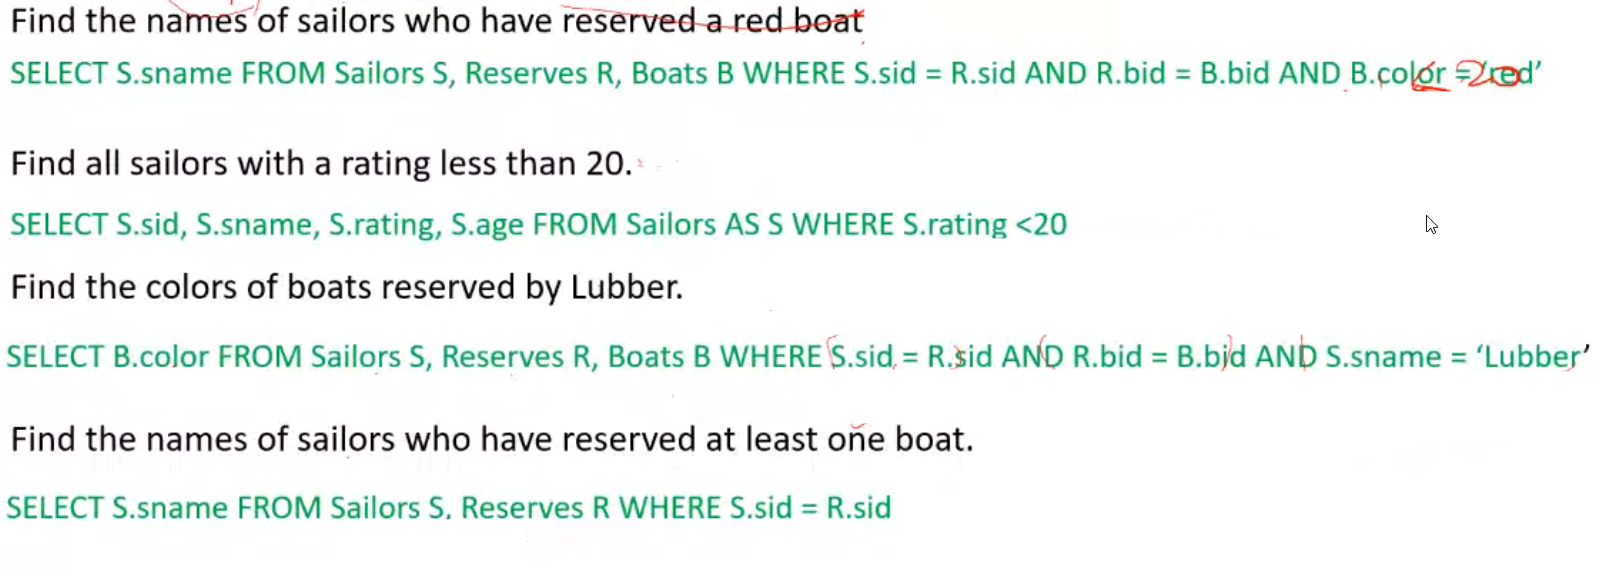 Find the names of sailors who have reserved a red boat
SELECT S.sname FROM Sailors S, Reserves R, Boats B WHERE S.sid = R.sid AND R.bid = B.bid AND B.color = ‘red’
Find all sailors with a rating less than 20.
SELECT S.sid, S.sname, S.rating, S.age FROM Sailors AS S WHERE S.rating <20
Find the colors of boats reserved by Lubber.
SELECT B.color FROM Sailors S, Reserves R, Boats B WHERE S.sid = R.sid AND R.bid = B.bid AND S.sname = ‘Lubber’
Find the names of sailors who have reserved at least one boat.
SELECT S.sname FROM Sailors S, Reserves R WHERE S.sid = R.sid